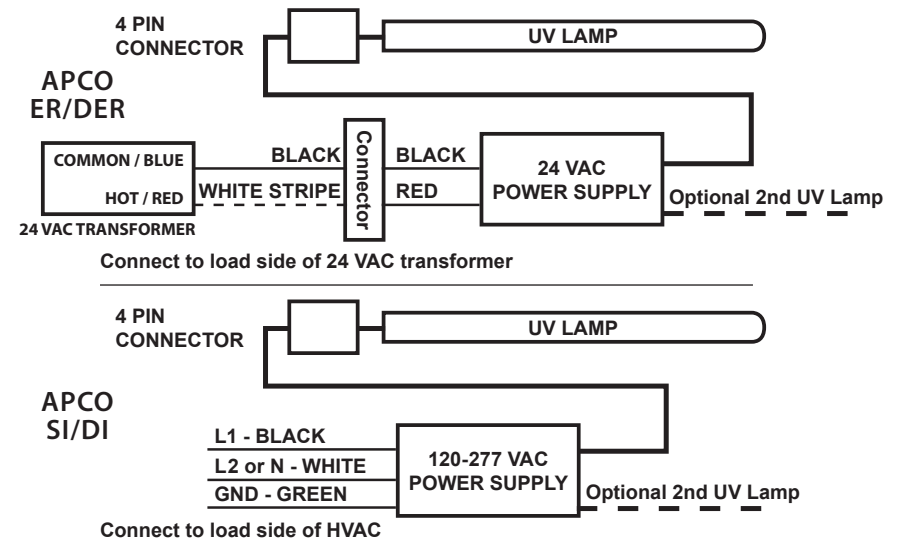 4 PIN
CONNECTOR
UV LAMP
APCO
ER/DER
COMMON / BLUE
HOT / RED
24 VAC TRANSFORMER
BLACK
WHITE STRIPE
Connector
BLACK
RED
24 VAC
POWER SUPPLY
Optional 2nd UV Lamp
Connect to load side of 24 VAC transformer
4 PIN
CONNECTOR
UV LAMP
APCO
SI/DI
L1 - BLACK
L2 or N - WHITE
GND - GREEN
120-277 VAC
POWER SUPPLY
Optional 2nd UV Lamp
Connect to load side of HVAC